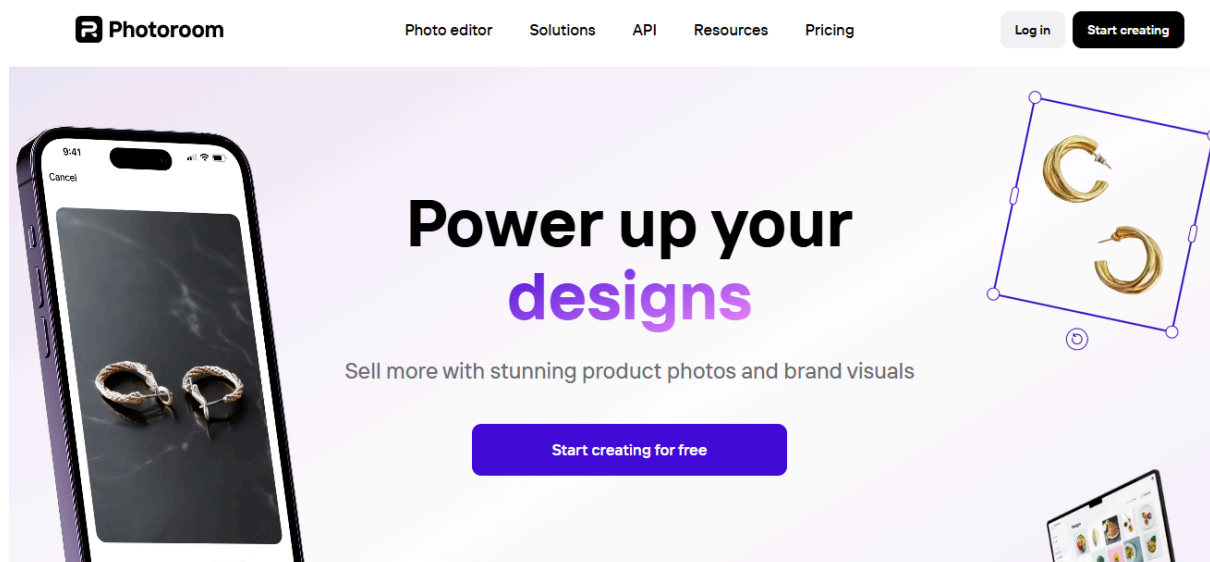 Photoroom
Photo editor
Solutions
API
Resources
Pricing
Log in
Start creating
9:41
Cancel
Power up your
designs
Sell more with stunning product photos and brand visuals
Start creating for free
Designs